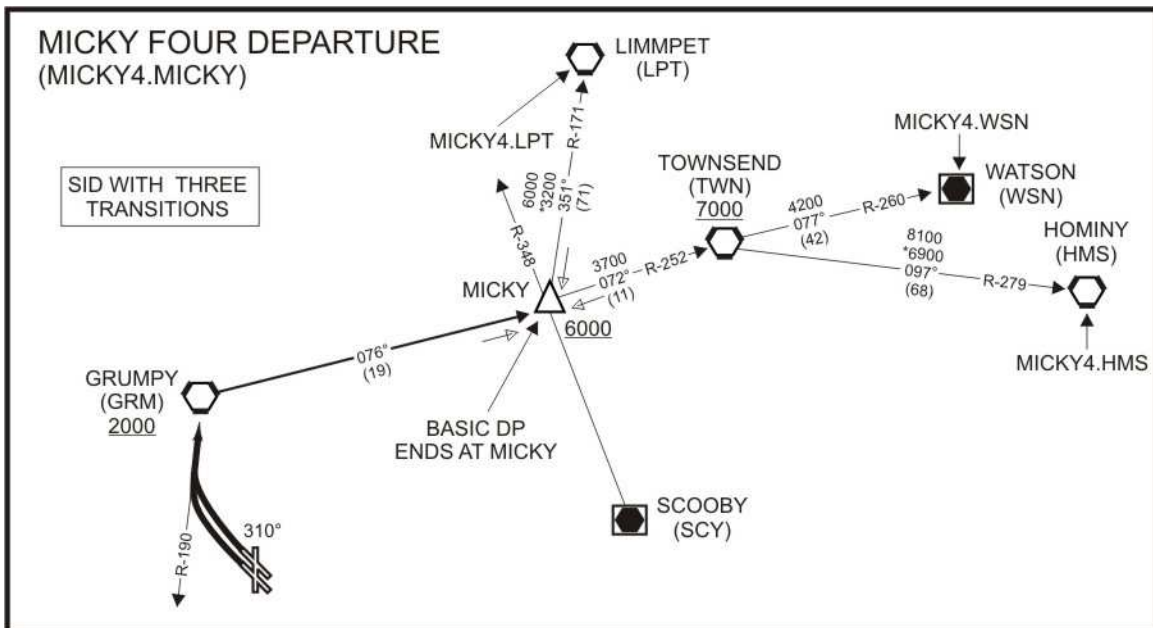 MICKY FOUR DEPARTURE
(MICKY4.MICKY)
SID WITH THREE
TRANSITIONS
LIMMPET
(LPT)
MICKY4.LPT
R-171
6000
*3200
351°
(71)
R-348
MICKY
6000
3700
072°
(11)
R-252
TOWNSEND
(TWN)
7000
MICKY4.WSN
WATSON
(WSN)
4200
077°
(42)
R-260
8100
*6900
097°
(68)
R-279
HOMINY
(HMS)
MICKY4.HMS
076°
(19)
GRUMPY
(GRM)
2000
BASIC DP
ENDS AT MICKY
SCOOBY
(SCY)
310°
R-190